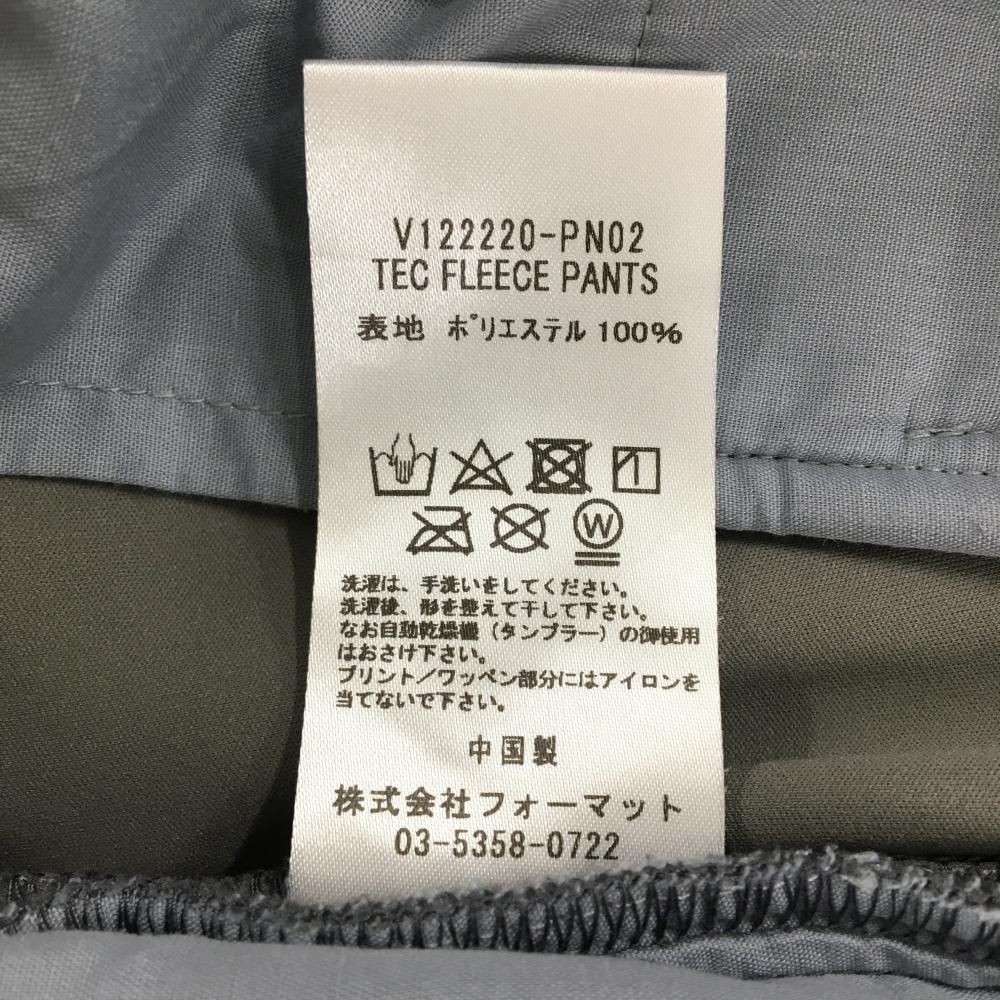 V122220-PN02
TEC FLEECE PANTS
表地 ポリエステル 100%
W
洗濯は、手洗いをしてください。
洗濯後、形を整えて干して下さい。
なお自動乾燥機(タンブラー)の御使用
はおさけ下さい。
プリント/ワッペン部分にはアイロンを
当てないで下さい。
中国製
株式会社フォーマット
03-5358-0722